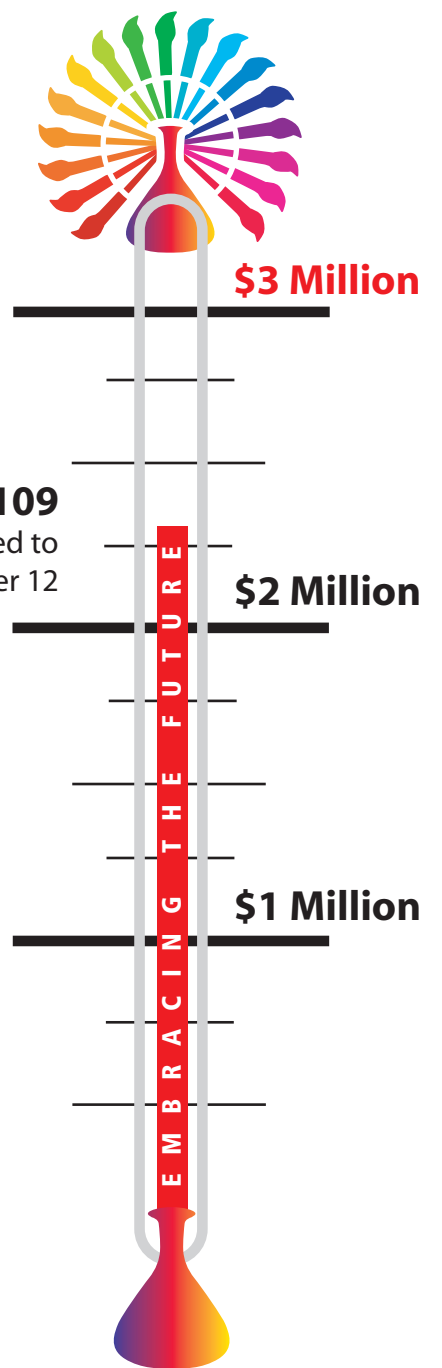 $3 Million
109
ed to
er 12
$2 Million
$1 Million
EMBRACING THE FUTURE